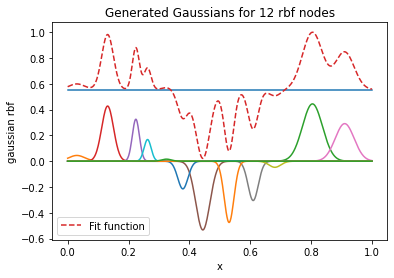 Generated Gaussians for 12 rbf nodes
1.0
0.8
0.6
0.4
0.2
0.0
-0.2
-0.4
-0.6
gaussian rbf
Fit function
0.0 0.2 0.4 0.6 0.8 1.0
x